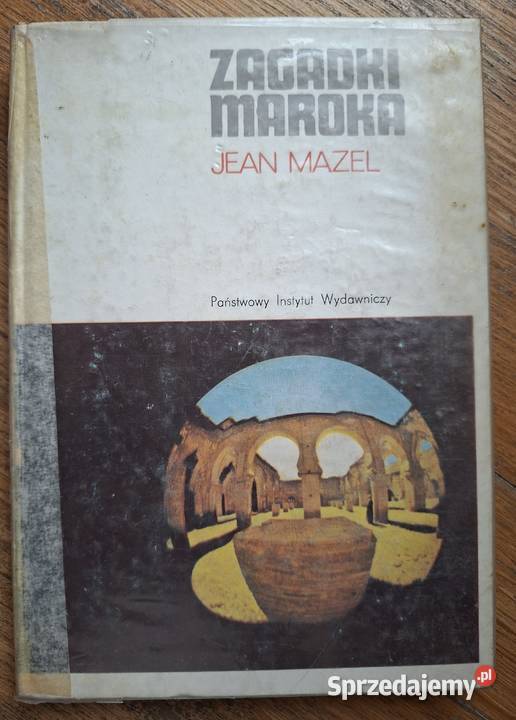 ZAGADKI
MAROKA
JEAN MAZEL
Państwowy Instytut Wydawniczy
Sprzedajemy.pl